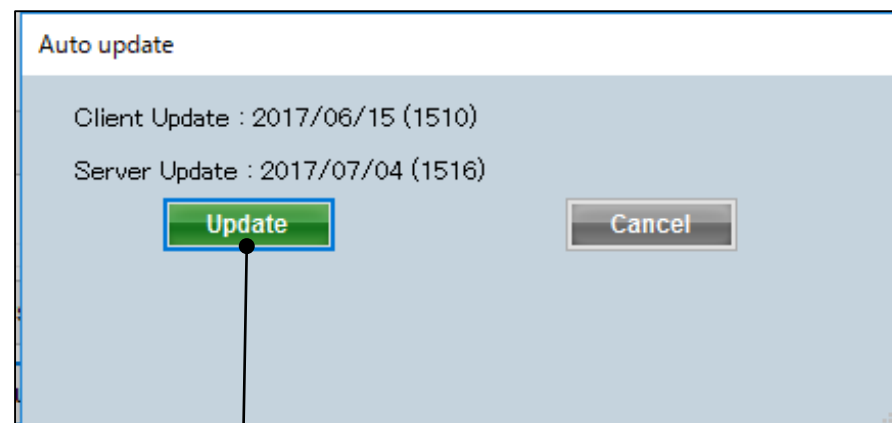 Auto update
Client Update : 2017/06/15 (1510)
Server Update : 2017/07/04 (1516)
Update Cancel